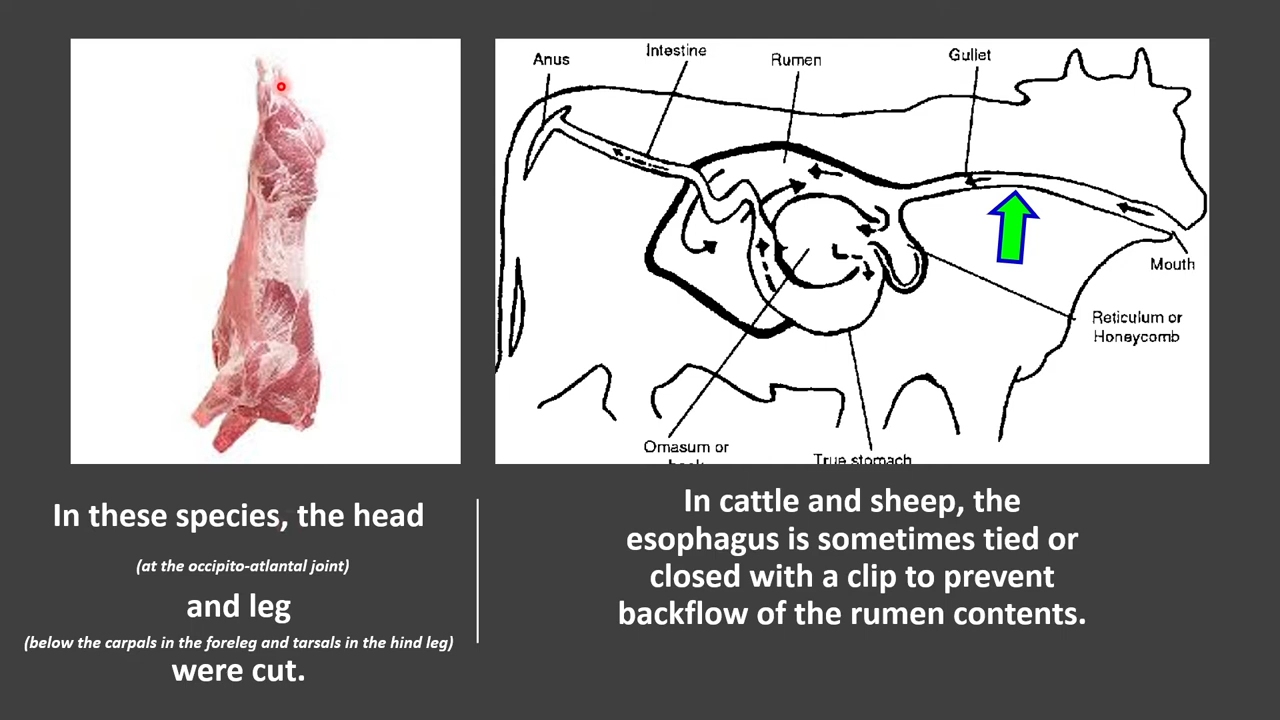 Anus
Intestine
Rumen
Gullet
Mouth
Reticulum or
Honeycomb
Omasum or
True stomach
In these species, the head
(at the occipito-atlantal joint)
and leg
(below the carpals in the foreleg and tarsals in the hind leg)
were cut.
In cattle and sheep, the
esophagus is sometimes tied or
closed with a clip to prevent
backflow of the rumen contents.